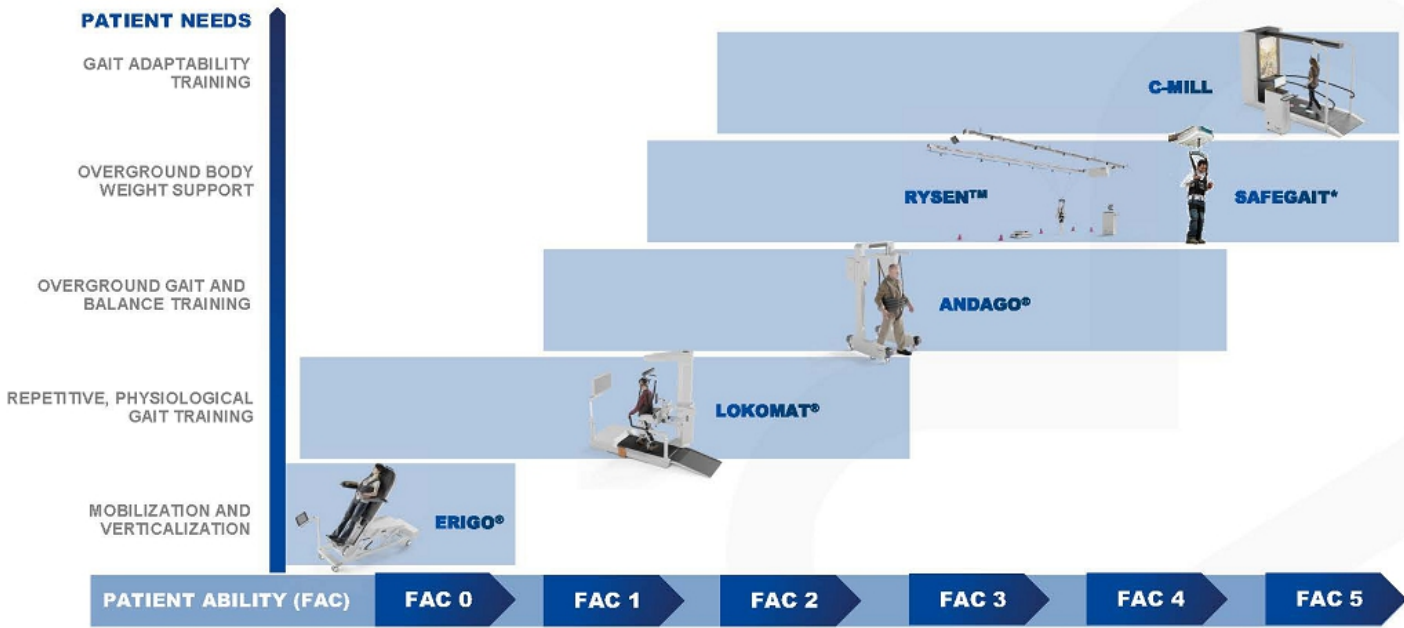 PATIENT NEEDS
GAIT ADAPTABILITY
TRAINING
C-MILL
OVERGROUND BODY
WEIGHT SUPPORT
RYSEN™
SAFEGAIT*
OVERGROUND GAIT AND
BALANCE TRAINING
ANDAGO®
REPETITIVE, PHYSIOLOGICAL
GAIT TRAINING
LOKOMAT®
MOBILIZATION AND
VERTICALIZATION
ERIGO®
PATIENT ABILITY (FAC)
FAC 0
FAC 1
FAC 2
FAC 3
FAC 4
FAC 5